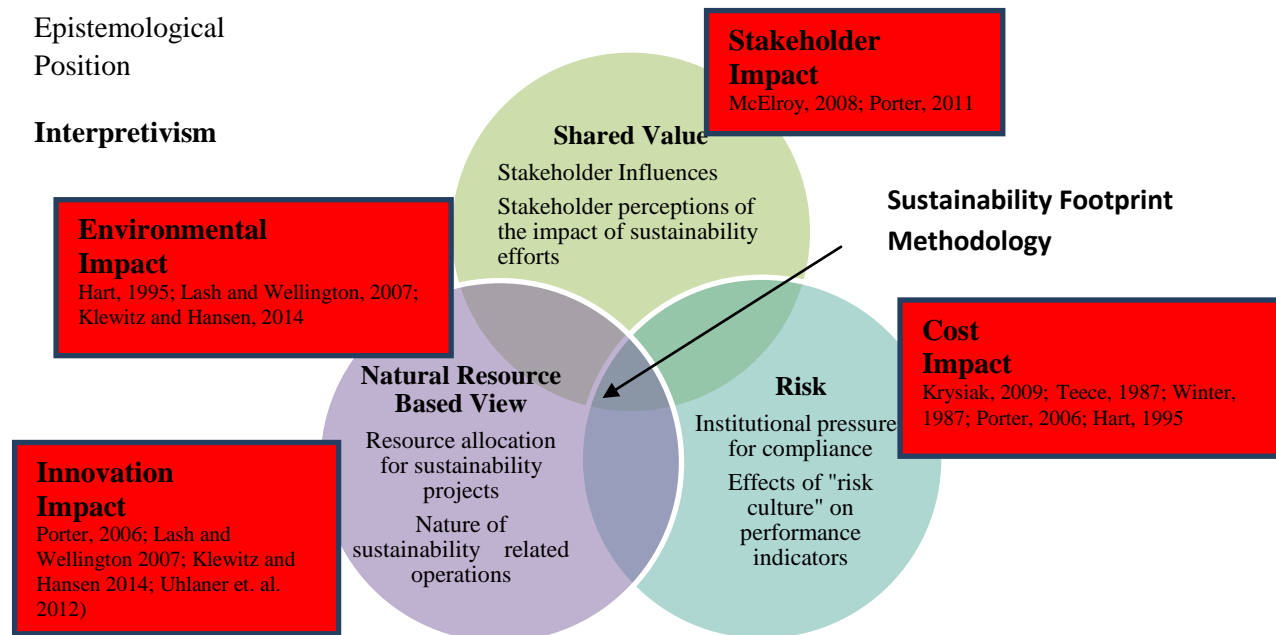 Epistemological
Position
Interpretivism
Stakeholder
Impact
McElroy, 2008; Porter, 2011
Shared Value
Stakeholder Influences
Stakeholder perceptions of
the impact of sustainability
efforts
Sustainability Footprint
Methodology
Environmental
Impact
Hart, 1995; Lash and Wellington, 2007;
Klewitz and Hansen, 2014
Cost
Impact
Krysiak, 2009; Teece, 1987; Winter,
1987; Porter, 2006; Hart, 1995
Natural Resource
Based View
Resource allocation
for sustainability
projects
Nature of
sustainability related
operations
Risk
Institutional pressure
for compliance
Effects of "risk
culture" on
performance
indicators
Innovation
Impact
Porter, 2006; Lash and
Wellington 2007; Klewitz and
Hansen 2014; Uhlaner et. al.
2012)